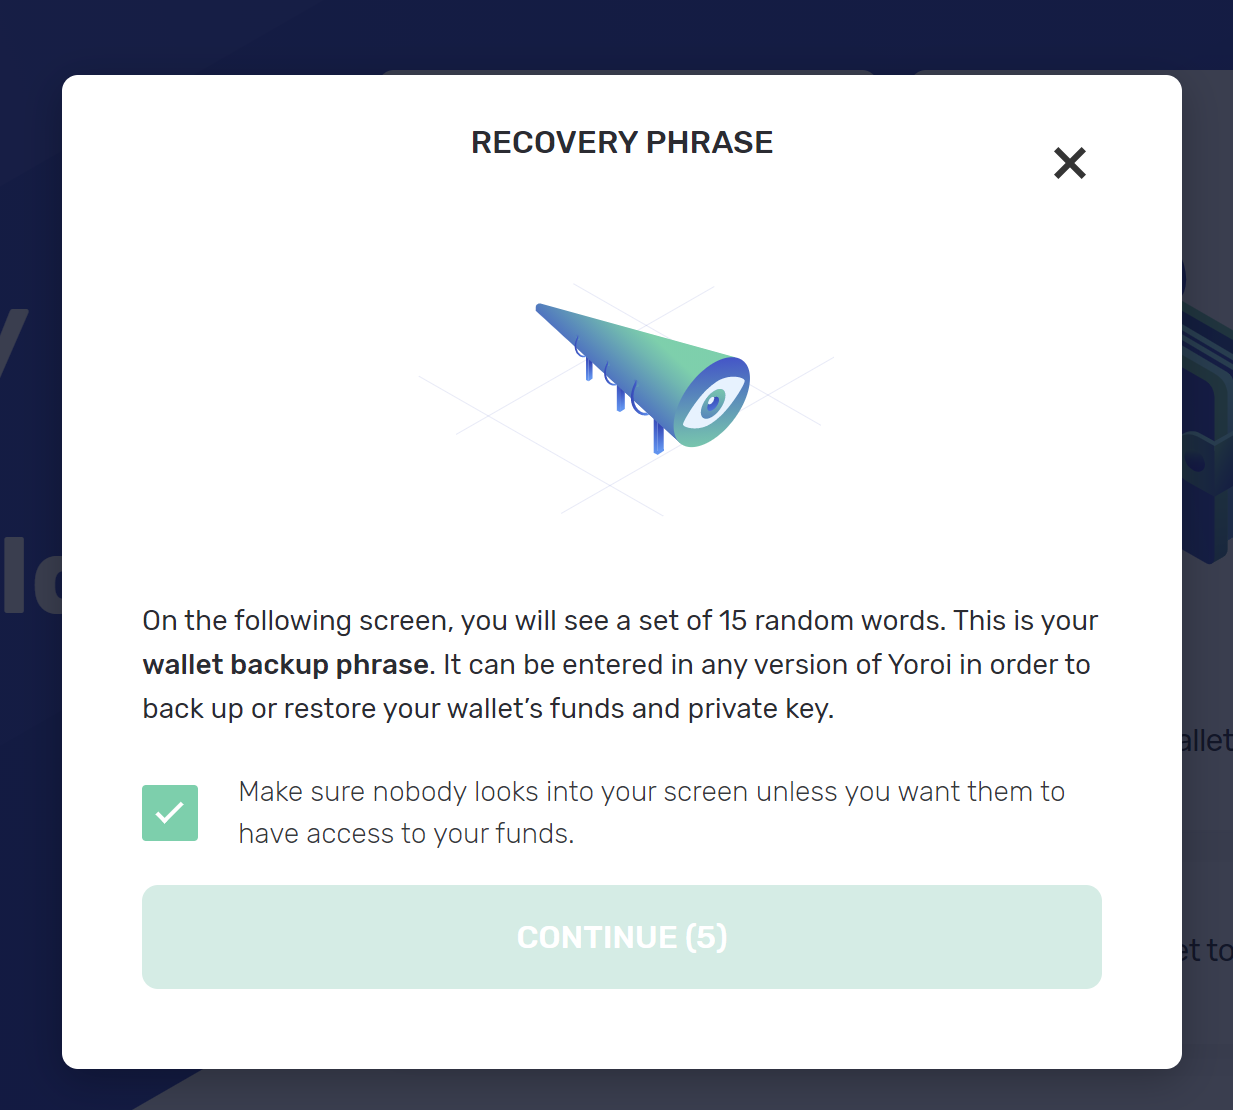 RECOVERY PHRASE
On the following screen, you will see a set of 15 random words. This is your
wallet backup phrase. It can be entered in any version of Yoroi in order to
back up or restore your wallet’s funds and private key.
Make sure nobody looks into your screen unless you want them to
have access to your funds.
CONTINUE (5)
to